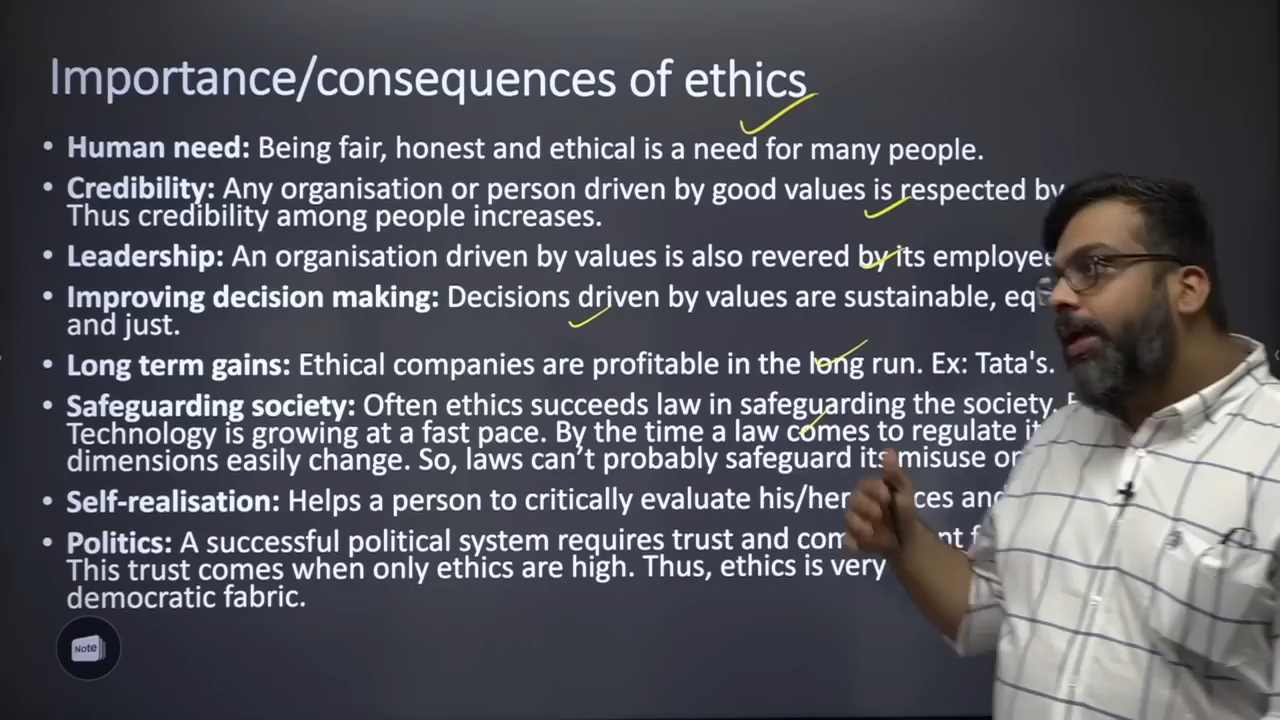 Importance/consequences of ethics
• Human need: Being fair, honest and ethical is a need for many people.
• Credibility: Any organisation or person driven by good values is respected by
Thus credibility among people increases.
• Leadership: An organisation driven by values is also revered by its
• Improving decision making: Decisions driven by values are sustainable,
and just.
• Long term gains: Ethical companies are profitable in the long run. Ex: Tata's.
• Safeguarding society: Often ethics succeeds law in safeguarding the society.
Technology is growing at a fast pace. By the time a law comes to regulate
dimensions easily change. So, laws can't probably safeguard its misuse
• Self-realisation: Helps a person to critically evaluate his/her
• Politics: A successful political system requires trust and
This trust comes when only ethics are high. Thus, ethics is very
democratic fabric.
Note